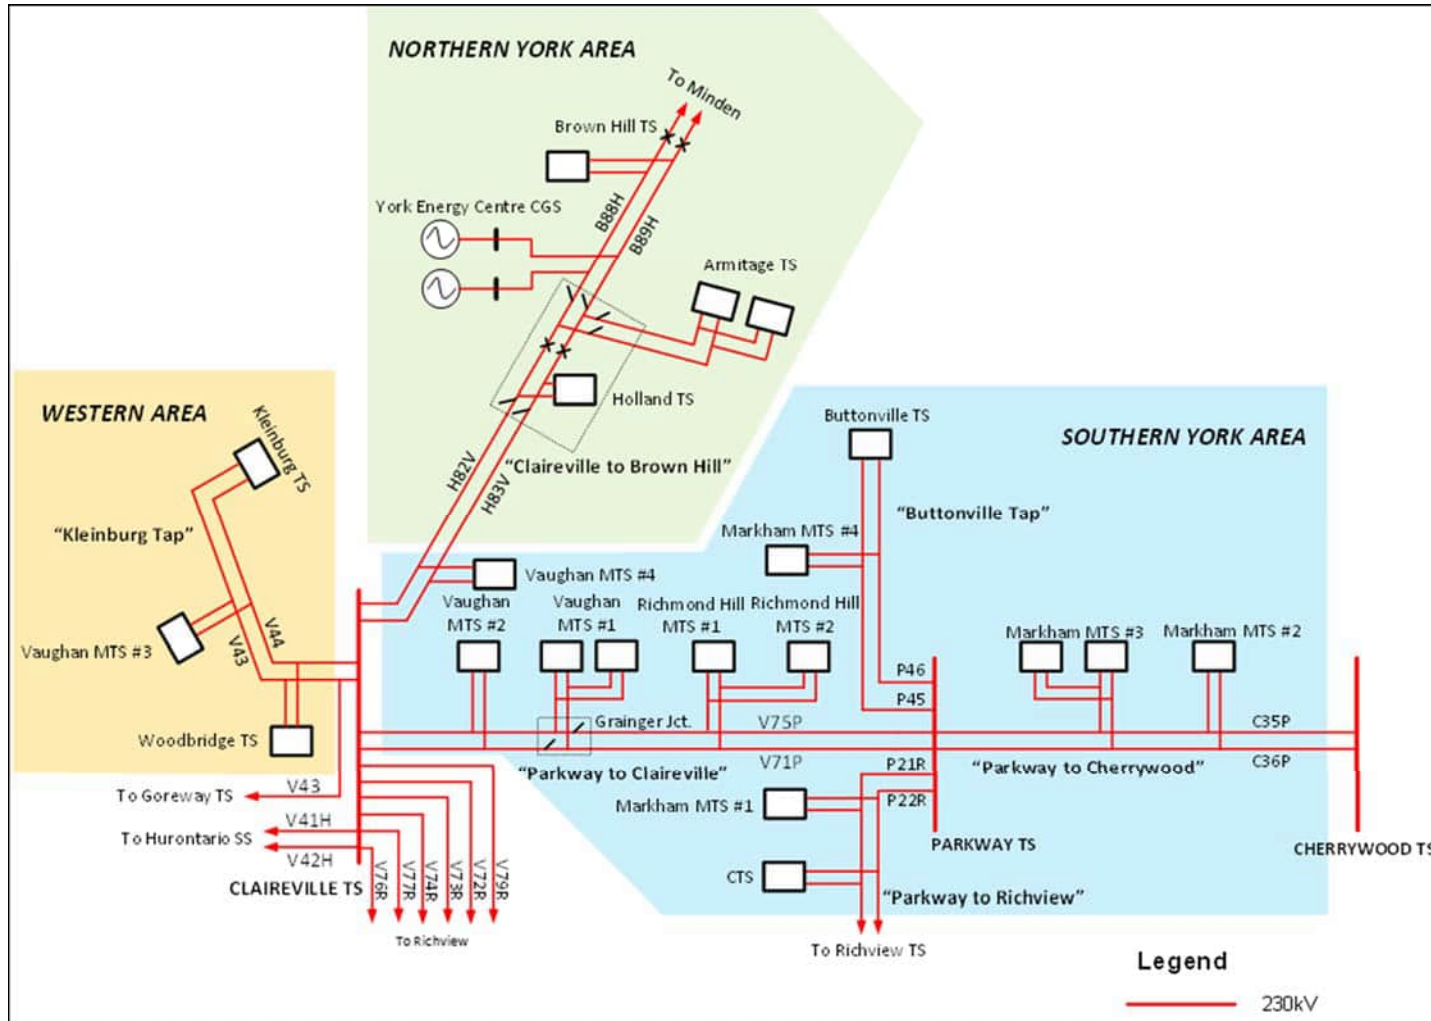 NORTHERN YORK AREA
To Minden
Brown Hill TS
York Energy Centre CGS
B88H
B89H
Armitage TS
Holland TS
"Claireville to Brown Hill"
H82V
H83V
WESTERN AREA
Kleinburg TS
"Kleinburg Tap"
Vaughan MTS #3
V43
V44
Woodbridge TS
To Goreway TS
V43
To Hurontario SS
V41H
V42H
CLAIREVILLE TS
V76R
V77R
V74R
V73R
V72R
V79R
To Richview
SOUTHERN YORK AREA
Buttonville TS
"Buttonville Tap"
Markham MTS #4
Vaughan MTS #4
Vaughan
MTS #2
Vaughan
MTS #1
Richmond Hill
MTS #1
Richmond Hill
MTS #2
Grainger Jct.
V75P
V71P
"Parkway to Claireville"
P46
P45
P21R
P22R
Markham MTS #3
Markham MTS #2
C35P
C36P
"Parkway to Cherrywood"
Markham MTS #1
CTS
PARKWAY TS
CHERRYWOOD TS
"Parkway to Richview"
To Richview TS
Legend
230kV